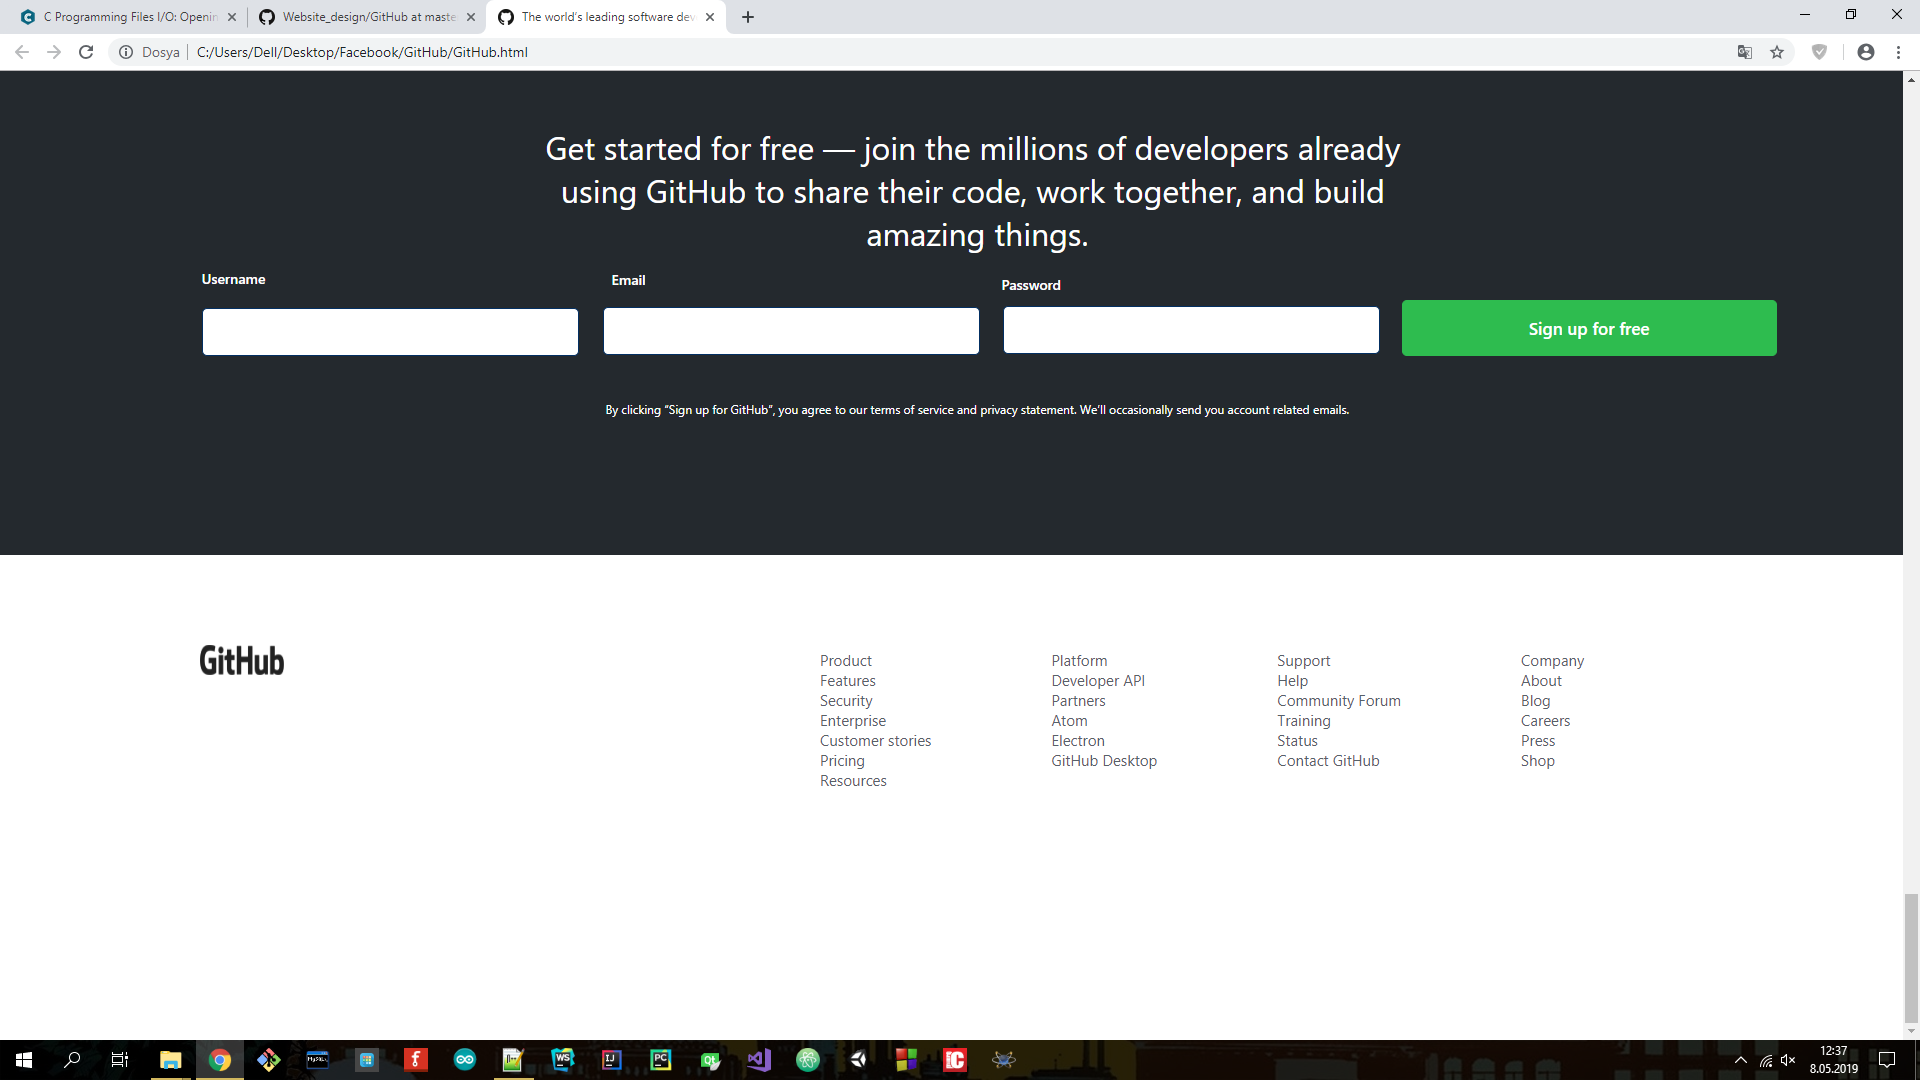 C Programming Files I/O: Openin
Website_design/GitHub at maste
The world's leading software dev
Dosya
C:/Users/Dell/Desktop/Facebook/GitHub/GitHub.html
Get started for free — join the millions of developers already
using GitHub to share their code, work together, and build
amazing things.
Username
Email
Password
Sign up for free
By clicking “Sign up for GitHub”, you agree to our terms of service and privacy statement. We’ll occasionally send you account related emails.
GitHub
Product
Features
Security
Enterprise
Customer stories
Pricing
Resources
Platform
Developer API
Partners
Atom
Electron
GitHub Desktop
Support
Help
Community Forum
Training
Status
Contact GitHub
Company
About
Blog
Careers
Press
Shop
MySQL
WS
IJ
PC
Qt
C
12:37
8.05.2019